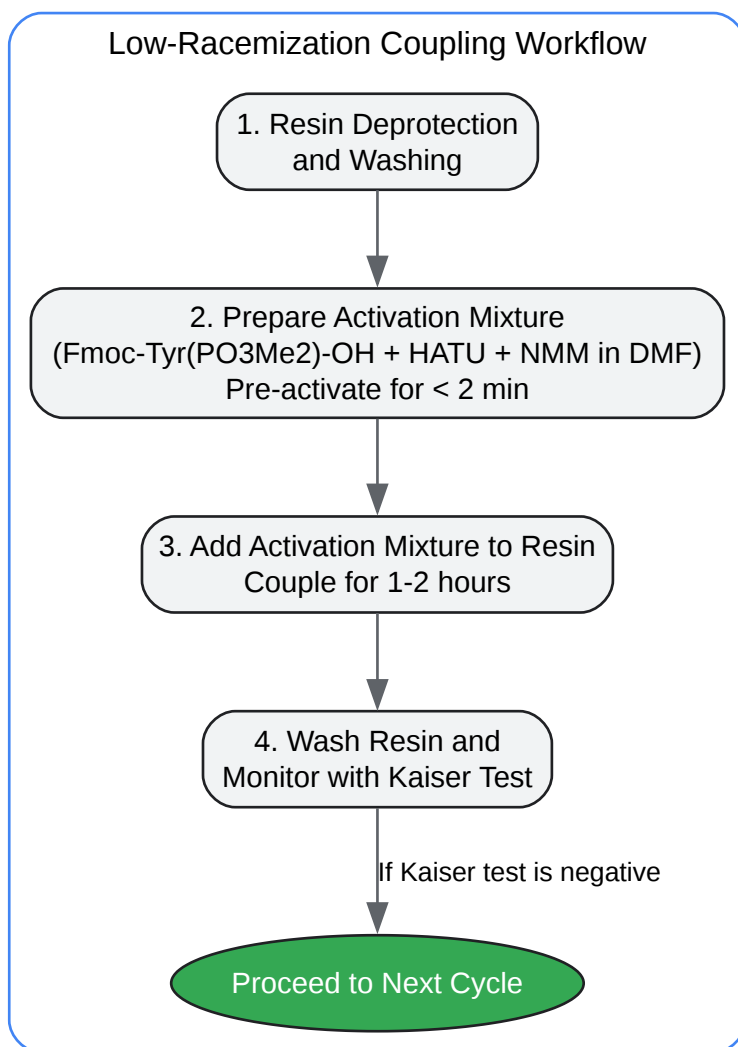 Low-Racemization Coupling Workflow
1. Resin Deprotection
and Washing
2. Prepare Activation Mixture
(Fmoc-Tyr(PO3Me2)-OH + HATU + NMM in DMF)
Pre-activate for < 2 min
3. Add Activation Mixture to Resin
Couple for 1-2 hours
4. Wash Resin and
Monitor with Kaiser Test
If Kaiser test is negative
Proceed to Next Cycle